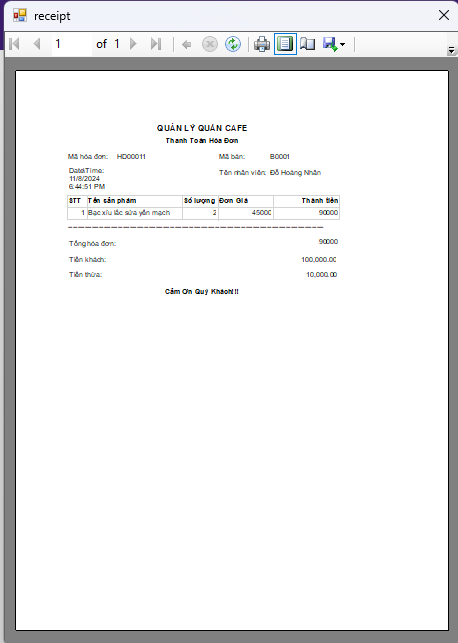 receipt
1 of 1
QUẢN LÝ QUÁN CAFE
Thanh Toán Hóa Đơn
Mã hóa đơn: HD00011 Mã bàn: B0001
Date\Time: 11/8/2024 6:44:51 PM Tên nhân viên: Đỗ Hoàng Nhân
STT Tên sản phẩm Số lượng Đơn Giá Thành tiền
1 Bạc xỉu lắc sữa yến mạch 2 45000 90000
Tổng hóa đơn: 90000
Tiền khách: 100,000.00
Tiền thừa: 10,000.00
Cảm Ơn Quý Khách!!!